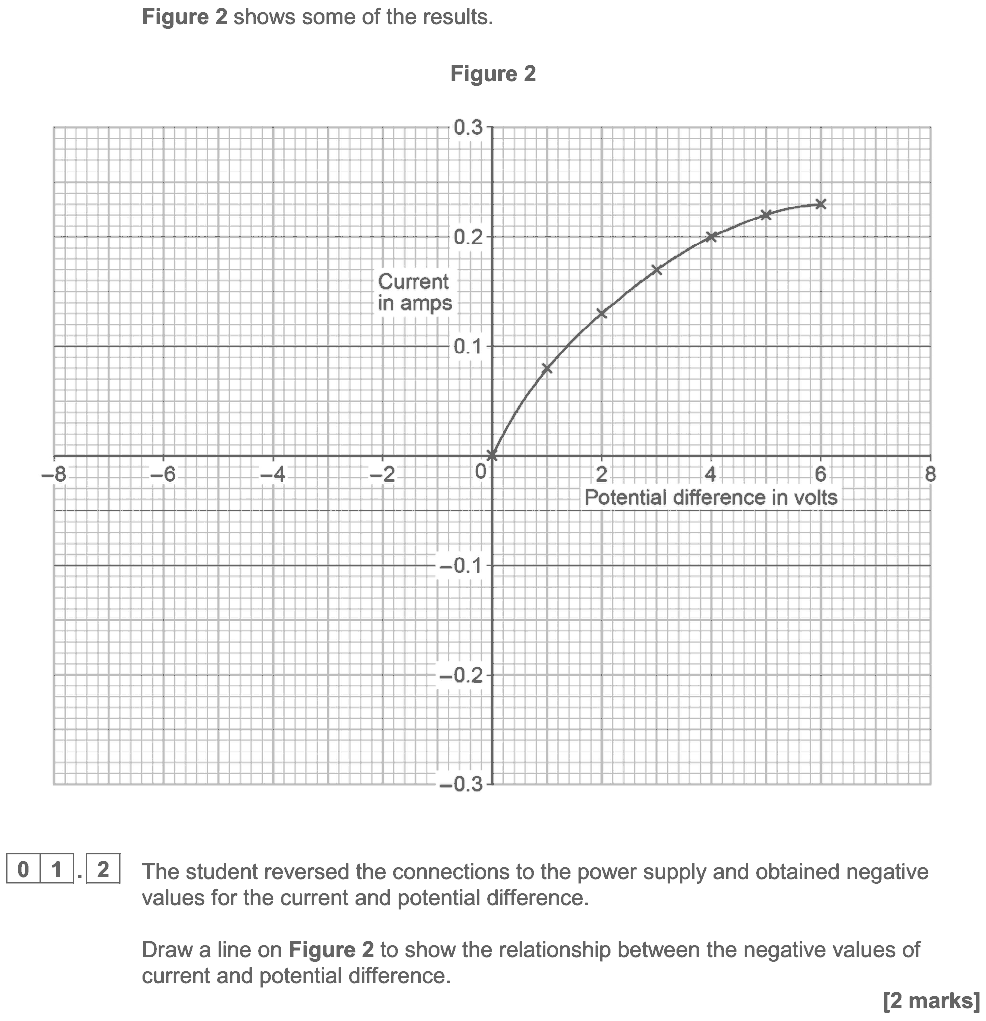 Figure 2 shows some of the results.
Figure 2
0.3
0.2
Current
in amps
0.1
–8 –6 –4 –2 0 2 4 6 8
Potential difference in volts
–0.1
–0.2
–0.3
0 1 . 2 The student reversed the connections to the power supply and obtained negative
values for the current and potential difference.
Draw a line on Figure 2 to show the relationship between the negative values of
current and potential difference.
[2 marks]